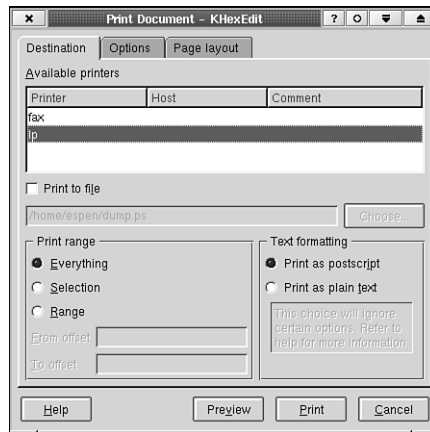 Print Document - KHexEdit
Destination Options Page layout
Available printers
Printer Host Comment
fax
lp
Print to file
/home/espen/dump.ps Choose...
Print range
Everything
Selection
Range
From offset
To offset
Text formatting
Print as postscript
Print as plain text
This choice will ignore
certain options. Refer to
help for more information.
Help Preview Print Cancel